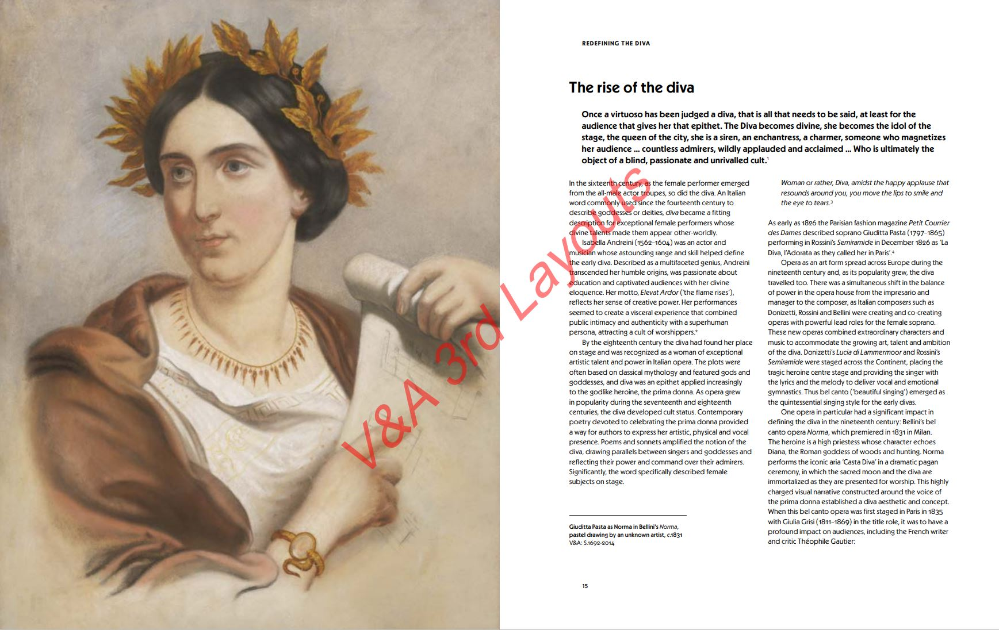 REDEFINING THE DIVA
The rise of the diva
Once a virtuoso has been judged a diva, that is all that needs to be said, at least for the
audience that gives her that epithet. The Diva becomes divine, she becomes the idol of the
stage, the queen of the city, she is a siren, an enchantress, a charmer, someone who magnetizes
her audience ... countless admirers, wildly applauded and acclaimed ... Who is ultimately the
object of a blind, passionate and unrivalled cult.¹
In the sixteenth century, as the female performer emerged
from the all-male actor troupes, so did the diva. An Italian
word commonly used since the fourteenth century to
describe goddesses or deities, diva became a fitting
description for exceptional female performers whose
divine talents made them appear other-worldly.
Isabella Andreini (1562–1604) was an actor and
musician whose astounding range and skill helped define
the early diva. Described as a multifaceted genius, Andreini
transcended her humble origins, was passionate about
education and captivated audiences with her divine
eloquence. Her motto, Elevat Ardor (‘the flame rises’),
reflects her sense of creative power. Her performances
seemed to create a visceral experience that combined
public intimacy and authenticity with a superhuman
persona, attracting a cult of worshippers.²
By the eighteenth century the diva had found her place
on stage and was recognized as a woman of exceptional
artistic talent and power in Italian opera. The plots were
often based on classical mythology and featured gods and
goddesses, and diva was an epithet applied increasingly
to the godlike heroine, the prima donna. As opera grew
in popularity during the seventeenth and eighteenth
centuries, the diva developed cult status. Contemporary
poetry devoted to celebrating the prima donna provided
a way for authors to express her artistic, physical and vocal
presence. Poems and sonnets amplified the notion of the
diva, drawing parallels between singers and goddesses and
reflecting their power and command over their admirers.
Significantly, the word specifically described female
subjects on stage.
Giuditta Pasta as Norma in Bellini's Norma,
pastel drawing by an unknown artist, c.1831
V&A: S.1692-2014
Woman or rather, Diva, amidst the happy applause that
resounds around you, you move the lips to smile and
the eye to tears.³
As early as 1826 the Parisian fashion magazine Petit Courrier
des Dames described soprano Giuditta Pasta (1797–1865)
performing in Rossini’s Semiramide in December 1826 as ‘La
Diva, l’Adorata as they called her in Paris’.⁴
Opera as an art form spread across Europe during the
nineteenth century and, as its popularity grew, the diva
travelled too. There was a simultaneous shift in the balance
of power in the opera house from the impresario and
manager to the composer, as Italian composers such as
Donizetti, Rossini and Bellini were creating and co-creating
operas with powerful lead roles for the female soprano.
These new operas combined extraordinary characters and
music to accommodate the growing art, talent and ambition
of the diva. Donizetti’s Lucia di Lammermoor and Rossini’s
Semiramide were staged across the Continent, placing the
tragic heroine centre stage and providing the singer with
the lyrics and the melody to deliver vocal and emotional
gymnastics. Thus bel canto (‘beautiful singing’) emerged as
the quintessential singing style for the early divas.
One opera in particular had a significant impact in
defining the diva in the nineteenth century: Bellini’s bel
canto opera Norma, which premiered in 1831 in Milan.
The heroine is a high priestess whose character echoes
Diana, the Roman goddess of woods and hunting. Norma
performs the iconic aria ‘Casta Diva’ in a dramatic pagan
ceremony, in which the sacred moon and the diva are
immortalized as they are presented for worship. This highly
charged visual narrative constructed around the voice of
the prima donna established a diva aesthetic and concept.
When this bel canto opera was first staged in Paris in 1835
with Giulia Grisi (1811–1869) in the title role, it was to have a
profound impact on audiences, including the French writer
and critic Théophile Gautier:
15
V&A 3rd Layouts